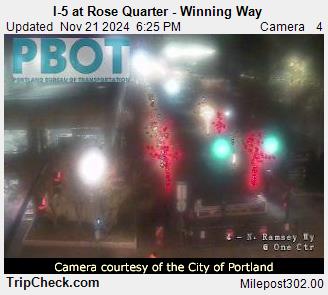 I-5 at Rose Quarter - Winning Way
Updated Nov 21 2024 6:25 PM Camera 4
PBOT
PORTLAND BUREAU OF TRANSPORTATION
4 - N. Ramsey Wy
@ One Ctr
Camera courtesy of the City of Portland
TripCheck.com Milepost302.00